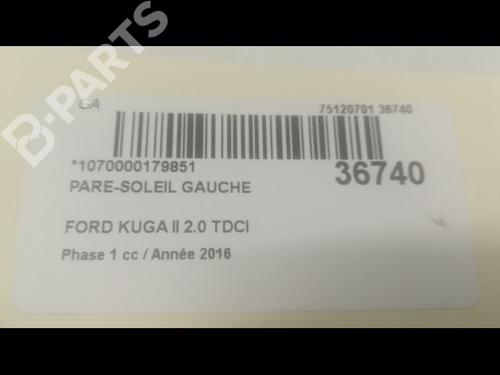 GA
75120701 36740
*1070000179851
36740
PARE-SOLEIL GAUCHE
FORD KUGA II 2.0 TDCI
Phase 1 cc / Année 2016
B-PARTS